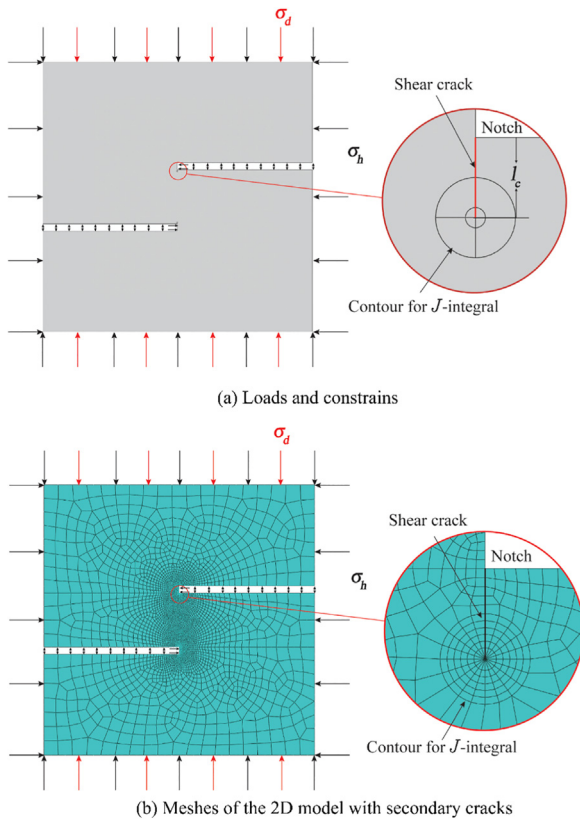 σd
Shear crack
Notch
σh
lc
Contour for J-integral
(a) Loads and constrains
σd
Shear crack
Notch
σh
Contour for J-integral
(b) Meshes of the 2D model with secondary cracks